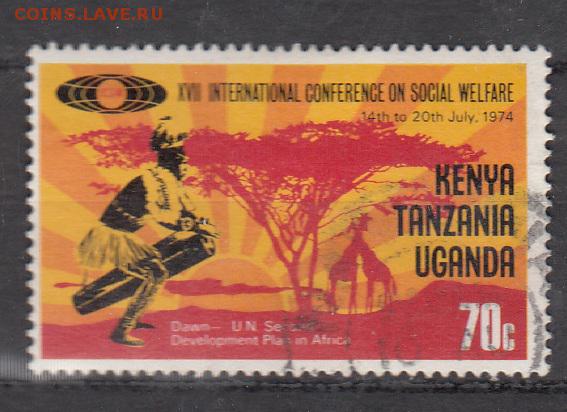 COINS.LAVE.RU
XVII INTERNATIONAL CONFERENCE ON SOCIAL WELFARE
14th to 20th July, 1974
KENYA
TANZANIA
UGANDA
70c
Dawn— U.N. Second
Development Plan in Africa